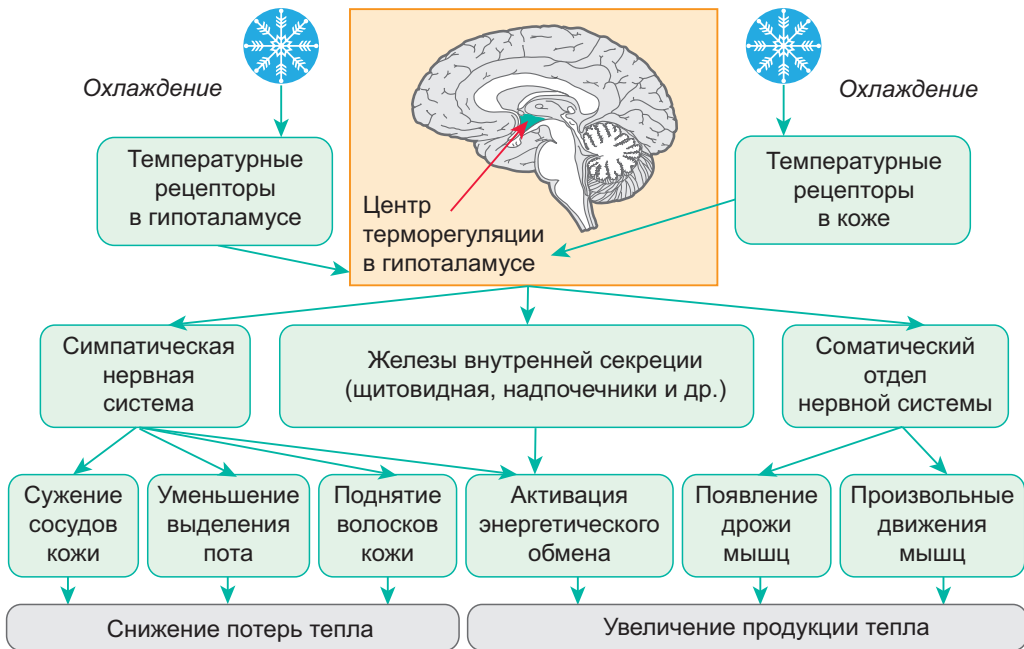 Охлаждение
Охлаждение
Температурные
рецепторы
в гипоталамусе
Центр
терморегуляции
в гипоталамусе
Температурные
рецепторы
в коже
Симпатическая
нервная
система
Железы внутренней секреции
(щитовидная, надпочечники и др.)
Соматический
отдел
нервной системы
Сужение
сосудов
кожи
Уменьшение
выделения
пота
Поднятие
волосков
кожи
Активация
энергетического
обмена
Появление
дрожи
мышц
Произвольные
движения
мышц
Снижение потерь тепла
Увеличение продукции тепла